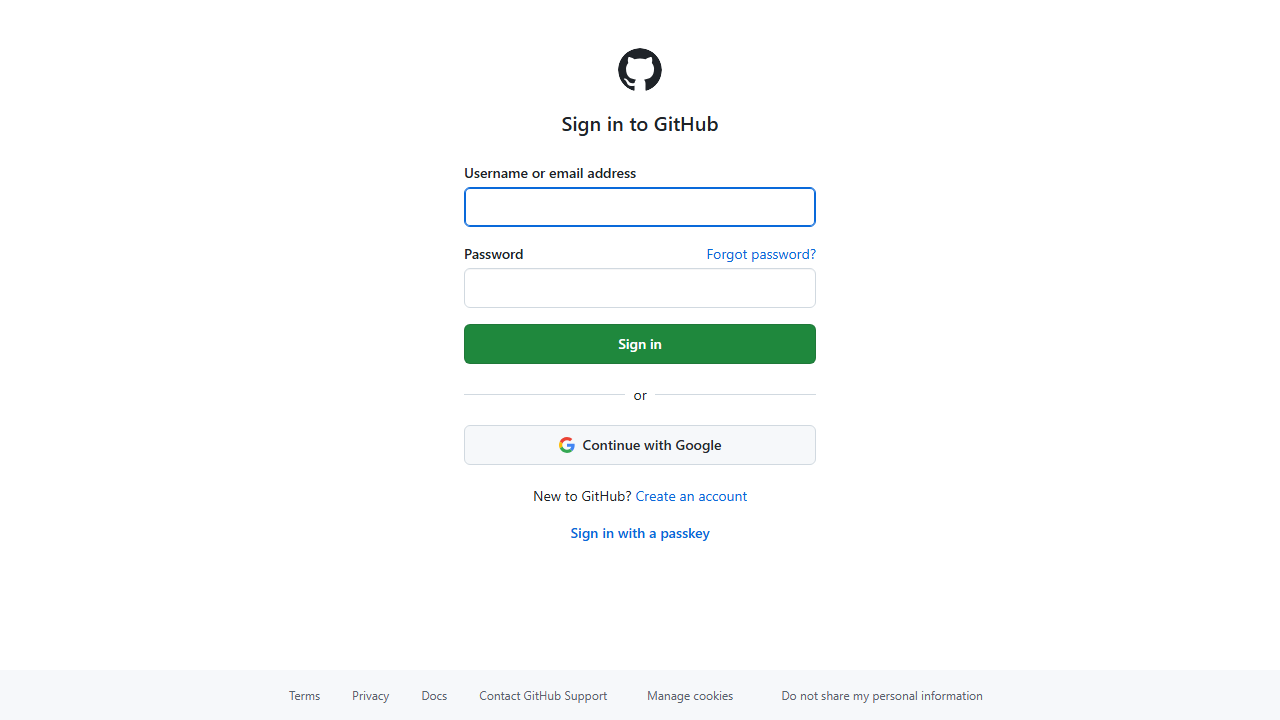 Sign in to GitHub
Username or email address
Password Forgot password?
Sign in
or
Continue with Google
New to GitHub? Create an account
Sign in with a passkey
Terms Privacy Docs Contact GitHub Support Manage cookies Do not share my personal information